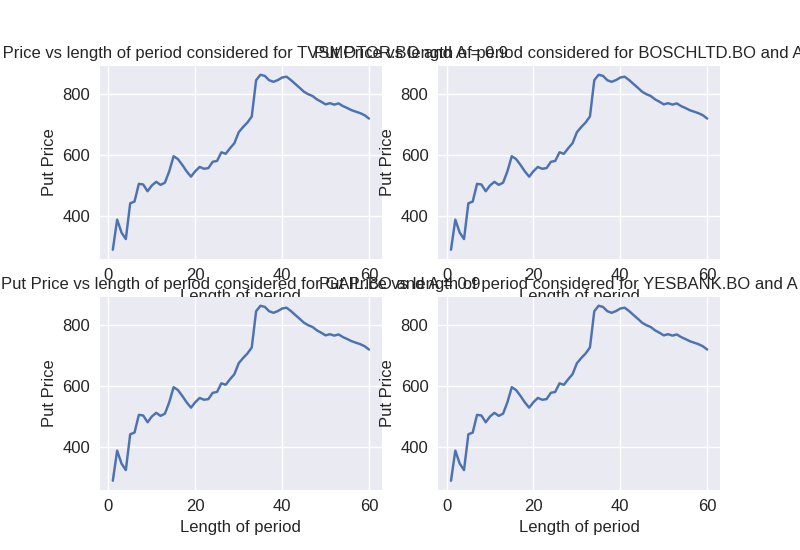 Price vs length of period considered for TVSMOTOR.BO and A = 0.9
Put Price vs length of period considered for BOSCHLTD.BO and A
800
600
400
Put Price
0 20 40 60
Length of period
800
600
400
Put Price
0 20 40 60
Length of period
Put Price vs length of period considered for GAIL.BO and A = 0.9
Put Price vs length of period considered for YESBANK.BO and A
800
600
400
Put Price
0 20 40 60
Length of period
800
600
400
Put Price
0 20 40 60
Length of period